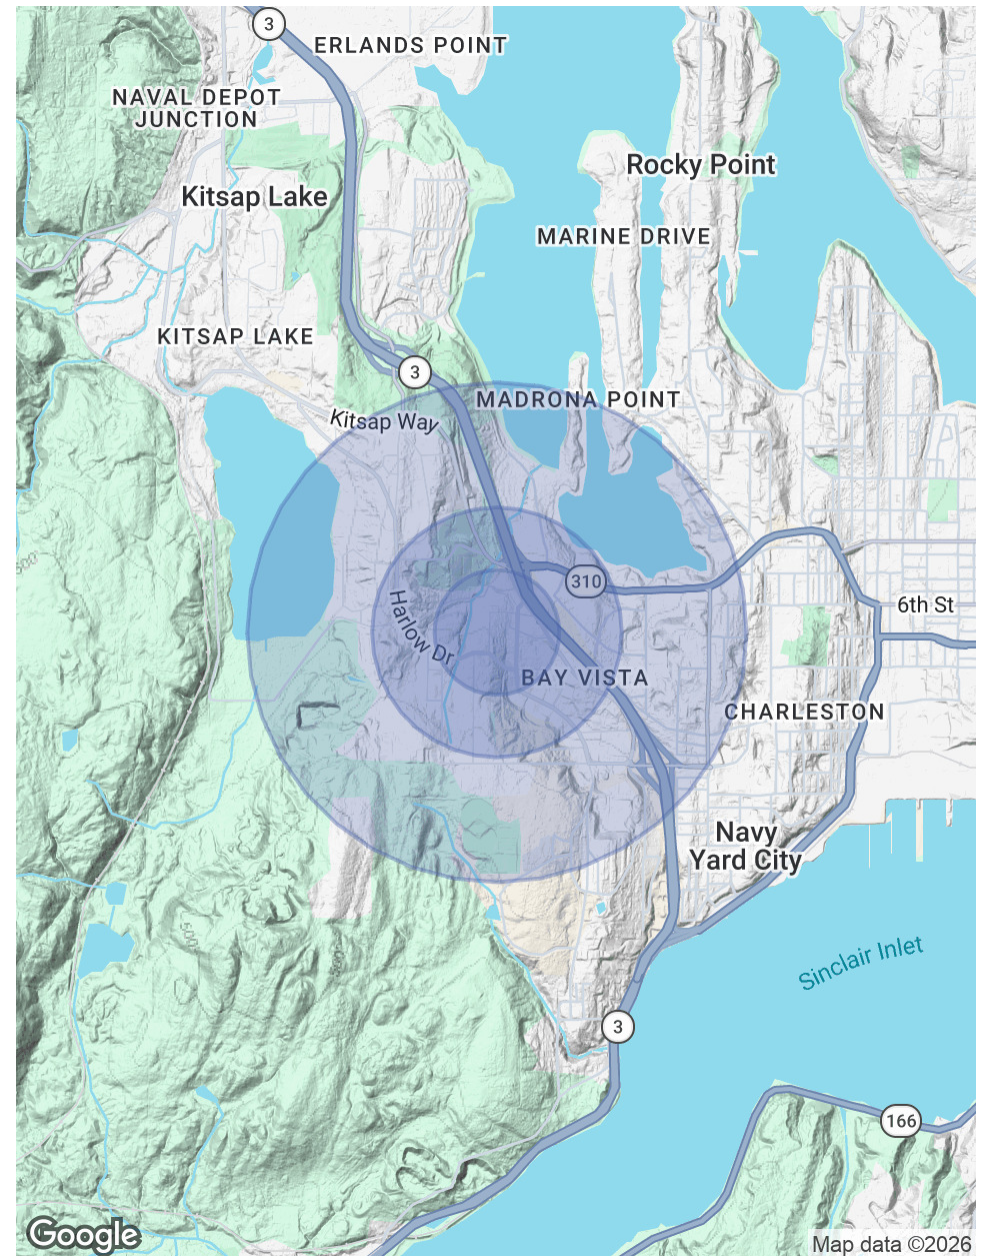 3
ERLANDS POINT
NAVAL DEPOT
JUNCTION
Rocky Point
Kitsap Lake
MARINE DRIVE
KITSAP LAKE
3
MADRONA POINT
Kitsap Way
500
310
Harlow Dr
6th St
BAY VISTA
CHARLESTON
Navy
Yard City
500
Sinclair Inlet
3
166
Google
Map data ©2026